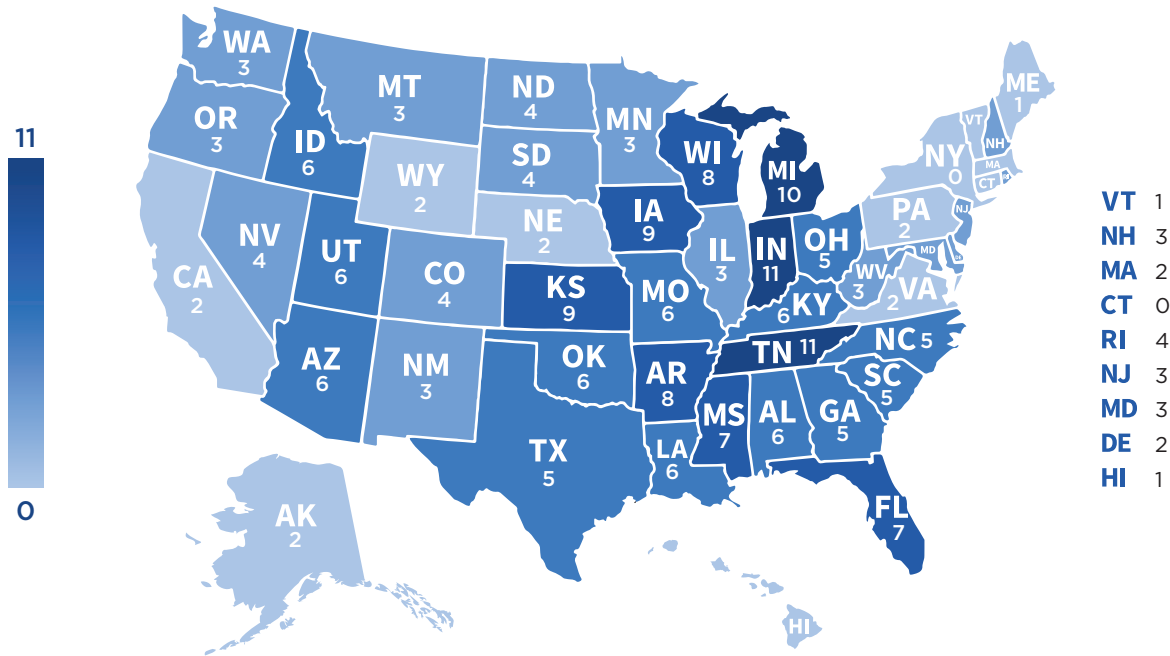 11
0
WA
3
OR
3
CA
2
ID
6
NV
4
MT
3
WY
2
UT
6
AZ
6
CO
4
NM
3
ND
4
SD
4
NE
2
KS
9
OK
6
TX
5
MN
3
IA
9
MO
6
AR
8
LA
6
WI
8
IL
3
MI
10
IN
11
OH
5
6 KY
TN 11
MS
7
AL
6
GA
5
FL
7
SC
5
NC 5
WV
3
VA
2
PA
2
NY
0
ME
1
VT
NH
MA
CT
NJ
MD
AK
2
HI
VT 1
NH 3
MA 2
CT 0
RI 4
NJ 3
MD 3
DE 2
HI 1